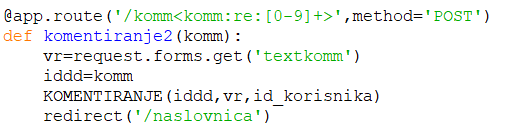 @app.route('/komm<komm:re:[0-9]+>',method='POST')
def komentiranje2(komm):
    vr=request.forms.get('textkomm')
    iddd=komm
    KOMENTIRANJE(iddd,vr,id_korisnika)
    redirect('/naslovnica')